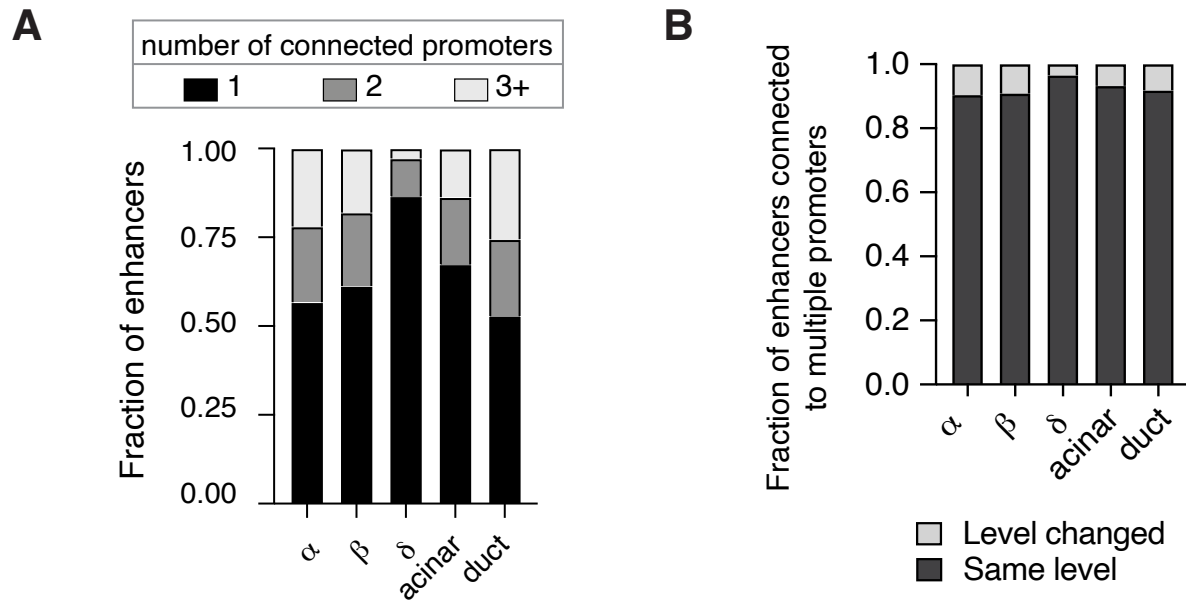 A
number of connected promoters
1 2 3+
Fraction of enhancers
1.00
0.75
0.50
0.25
0.00
α β δ acinar duct
B
Fraction of enhancers connected
to multiple promoters
1.0
0.8
0.6
0.4
0.2
0.0
α β δ acinar duct
Level changed
Same level